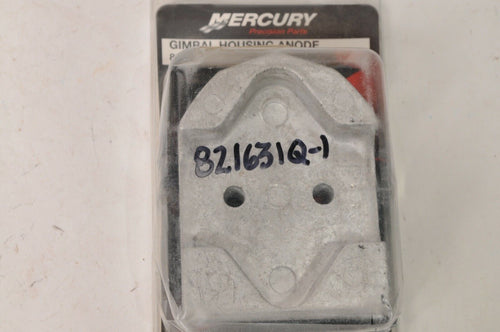 MERCURY
Precision Parts
GIMBAL HOUSING ANODE
821631Q-1